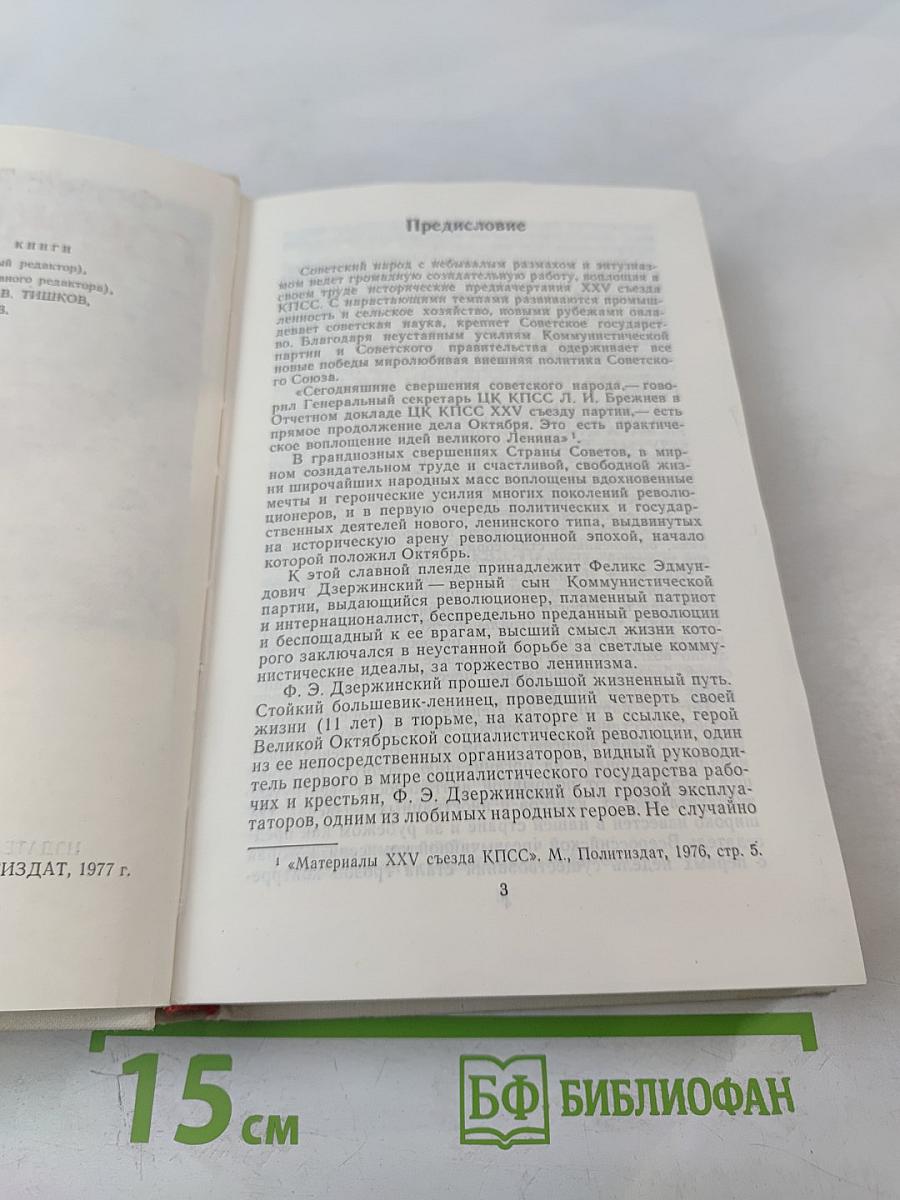 книги
ый редактор),
вного редактора),
В. ТИШКОВ,
В.
ТИЗДАТ, 1977 г.
Предисловие
Советский народ с небывалым размахом и энтузиаз-
мом ведет громадную созидательную работу, воплощая в
своем труде исторические предначертания XXV съезда
КПСС. С нарастающими темпами развиваются промыш-
ленность и сельское хозяйство, новыми рубежами овла-
девает советская наука, крепнет Советское государст-
во. Благодаря неустанным усилиям Коммунистической
партии и Советского правительства одерживает все
новые победы миролюбивая внешняя политика Советско-
го Союза.
«Сегодняшние свершения советского народа,— гово-
рил Генеральный секретарь ЦК КПСС Л. И. Брежнев в
Отчетном докладе ЦК КПСС XXV съезду партии,— есть
прямое продолжение дела Октября. Это есть практиче-
ское воплощение идей великого Ленина» ¹.
В грандиозных свершениях Страны Советов, в мир-
ном созидательном труде и счастливой, свободной жиз-
ни широчайших народных масс воплощены вдохновенные
мечты и героические усилия многих поколений револю-
ционеров, и в первую очередь политических и государ-
ственных деятелей нового, ленинского типа, выдвинутых
на историческую арену революционной эпохой, начало
которой положил Октябрь.
К этой славной плеяде принадлежит Феликс Эдмун-
дович Дзержинский — верный сын Коммунистической
партии, выдающийся революционер, пламенный патриот
и интернационалист, беспредельно преданный революции
и беспощадный к ее врагам, высший смысл жизни кото-
рого заключался в неустанной борьбе за светлые комму-
нистические идеалы, за торжество ленинизма.
Ф. Э. Дзержинский прошел большой жизненный путь.
Стойкий большевик-ленинец, проведший четверть своей
жизни (11 лет) в тюрьме, на каторге и в ссылке, герой
Великой Октябрьской социалистической революции, один
из ее непосредственных организаторов, видный руководи-
тель первого в мире социалистического государства рабо-
чих и крестьян, Ф. Э. Дзержинский был грозой эксплуа-
таторов, одним из любимых народных героев. Не случайно
¹ «Материалы XXV съезда КПСС». М., Политиздат, 1976, стр. 5.
3
15 см
БФ БИБЛИОФАН